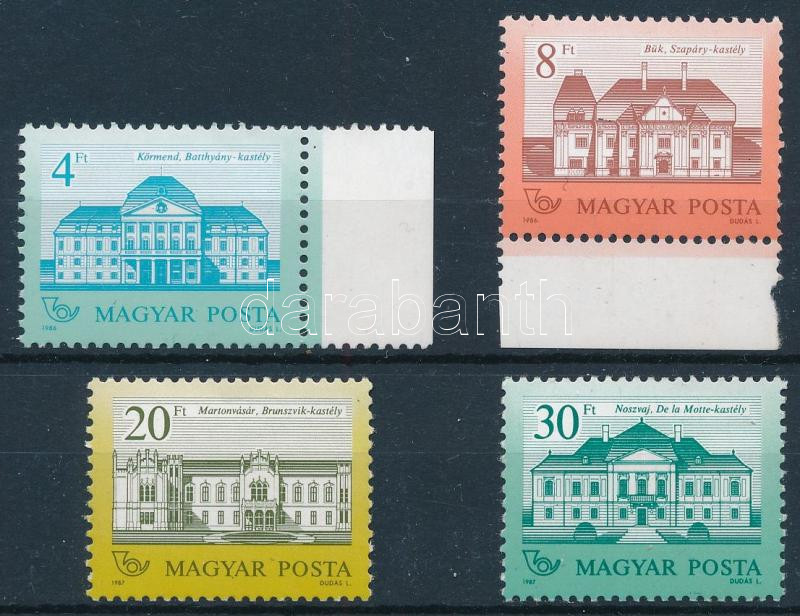 4 Ft
Körmend, Batthyány-kastély
MAGYAR POSTA
1986
DUDÁS L.
8 Ft
Bük, Szapáry-kastély
MAGYAR POSTA
1986
DUDÁS L.
darabanth
20 Ft
Martonvásár, Brunszvik-kastély
MAGYAR POSTA
1987
DUDÁS L.
30 Ft
Noszvaj, De la Motte-kastély
MAGYAR POSTA
1987
DUDÁS L.